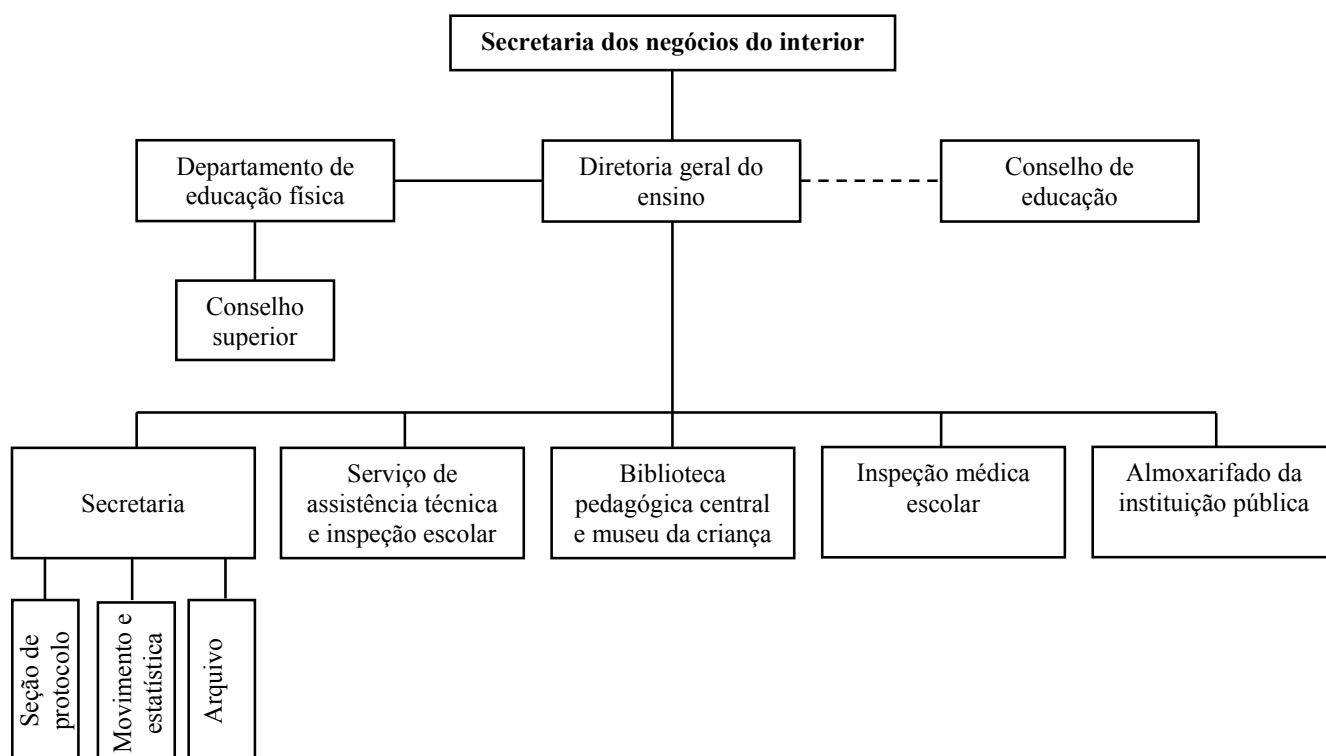 Secretaria dos negócios do interior
Departamento de
educação física
Diretoria geral do
ensino
Conselho de
educação
Conselho
superior
Secretaria
Serviço de
assistência técnica
e inspeção escolar
Biblioteca
pedagógica central
e museu da criança
Inspeção médica
escolar
Almoxarifado da
instituição pública
Seção de
protocolo
Movimento e
estatística
Arquivo